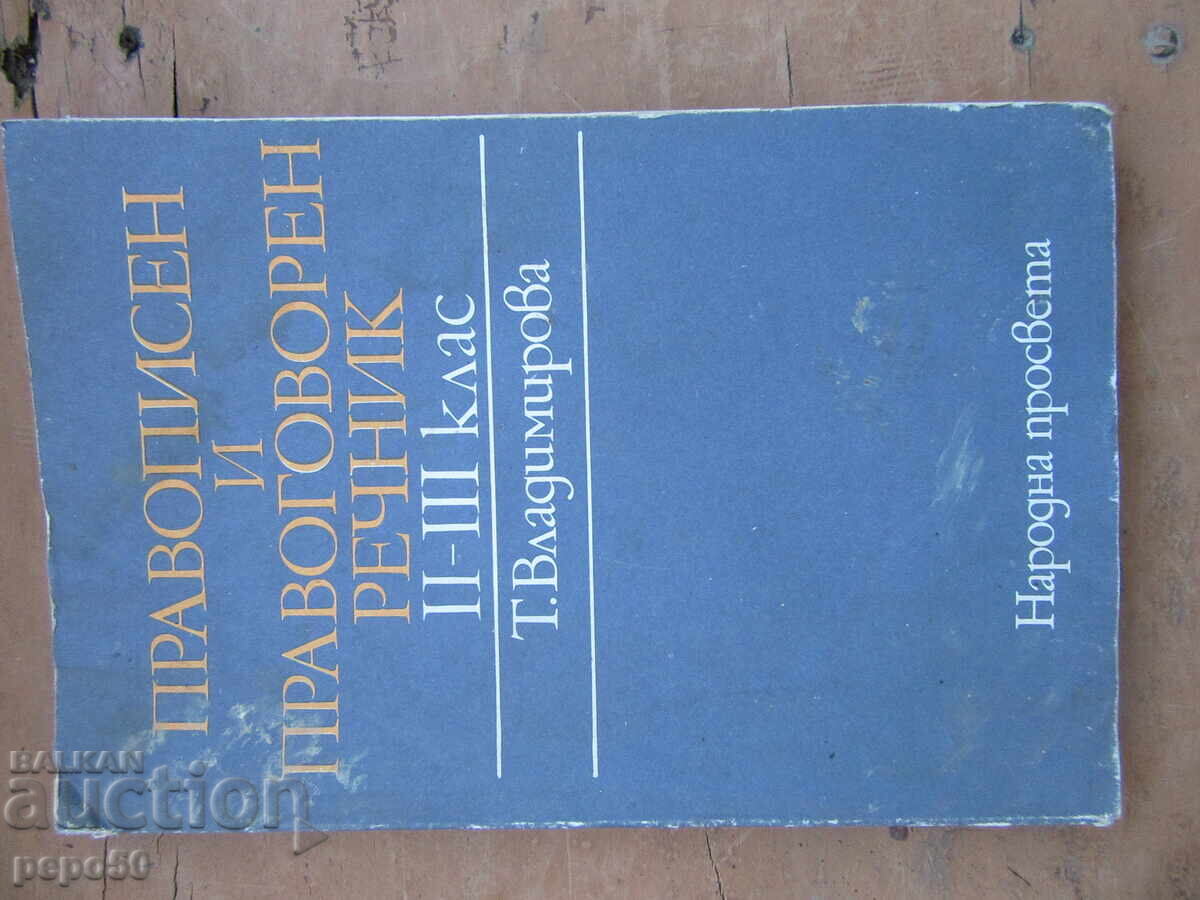 ПРАВОПИСЕН
И
ПРАВОГОВОРЕН
РЕЧНИК
II-III клас
Т.Владимирова
Народна просвета
BALKAN
auction
pepo50